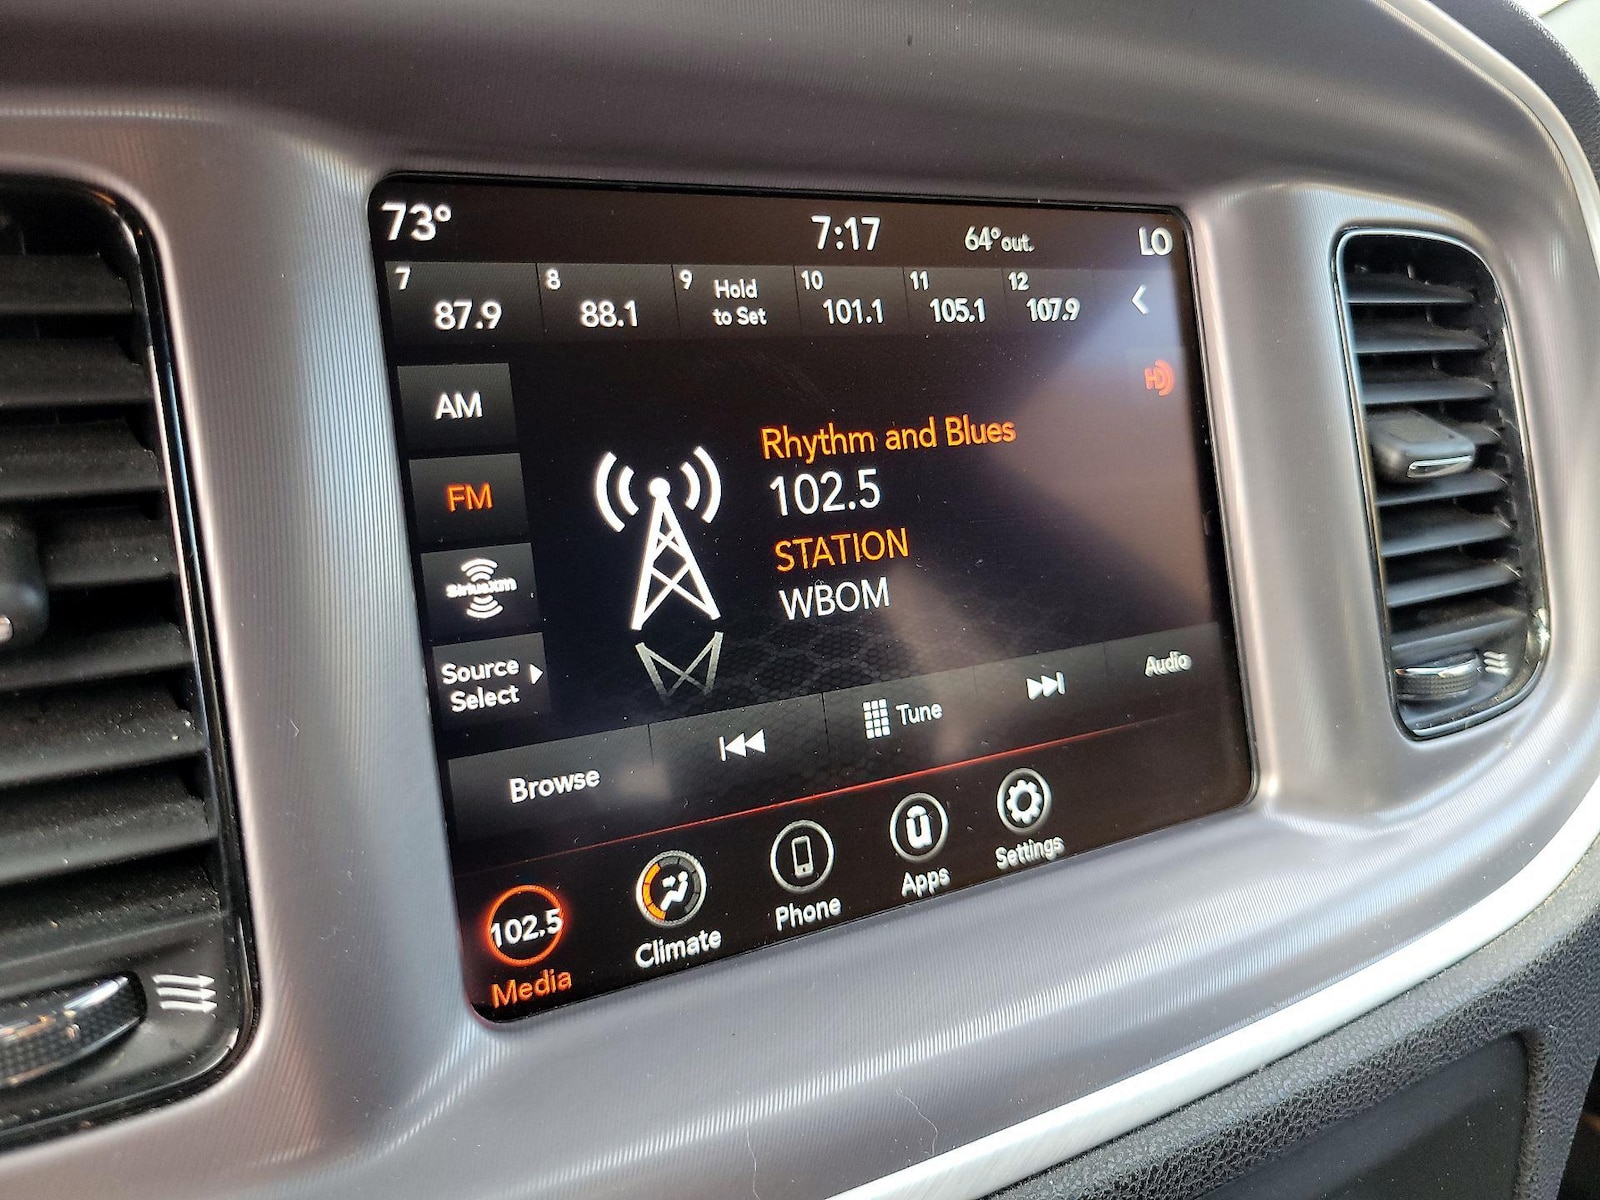 73° 7:17 64° out. LO
7 8 9 Hold 10 11 12
87.9 88.1 to Set 101.1 105.1 107.9
HD
AM
FM
SiriusXM
Source
Select
Rhythm and Blues
102.5
STATION
WBOM
Browse Tune Audio
102.5
Media Climate Phone Apps Settings